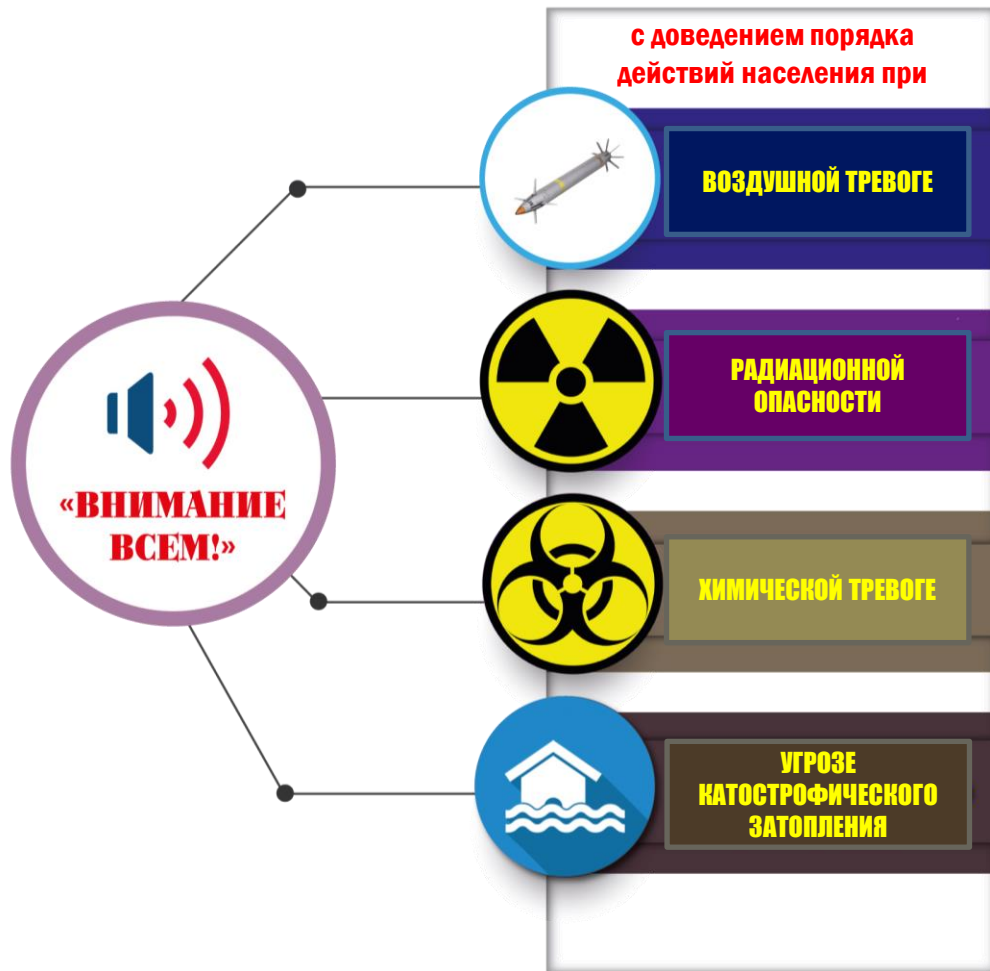 с доведением порядка
действий населения при
ВОЗДУШНОЙ ТРЕВОГЕ
РАДИАЦИОННОЙ
ОПАСНОСТИ
«ВНИМАНИЕ
ВСЕМ!»
ХИМИЧЕСКОЙ ТРЕВОГЕ
УГРОЗЕ
КАТОСТРОФИЧЕСКОГО
ЗАТОПЛЕНИЯ